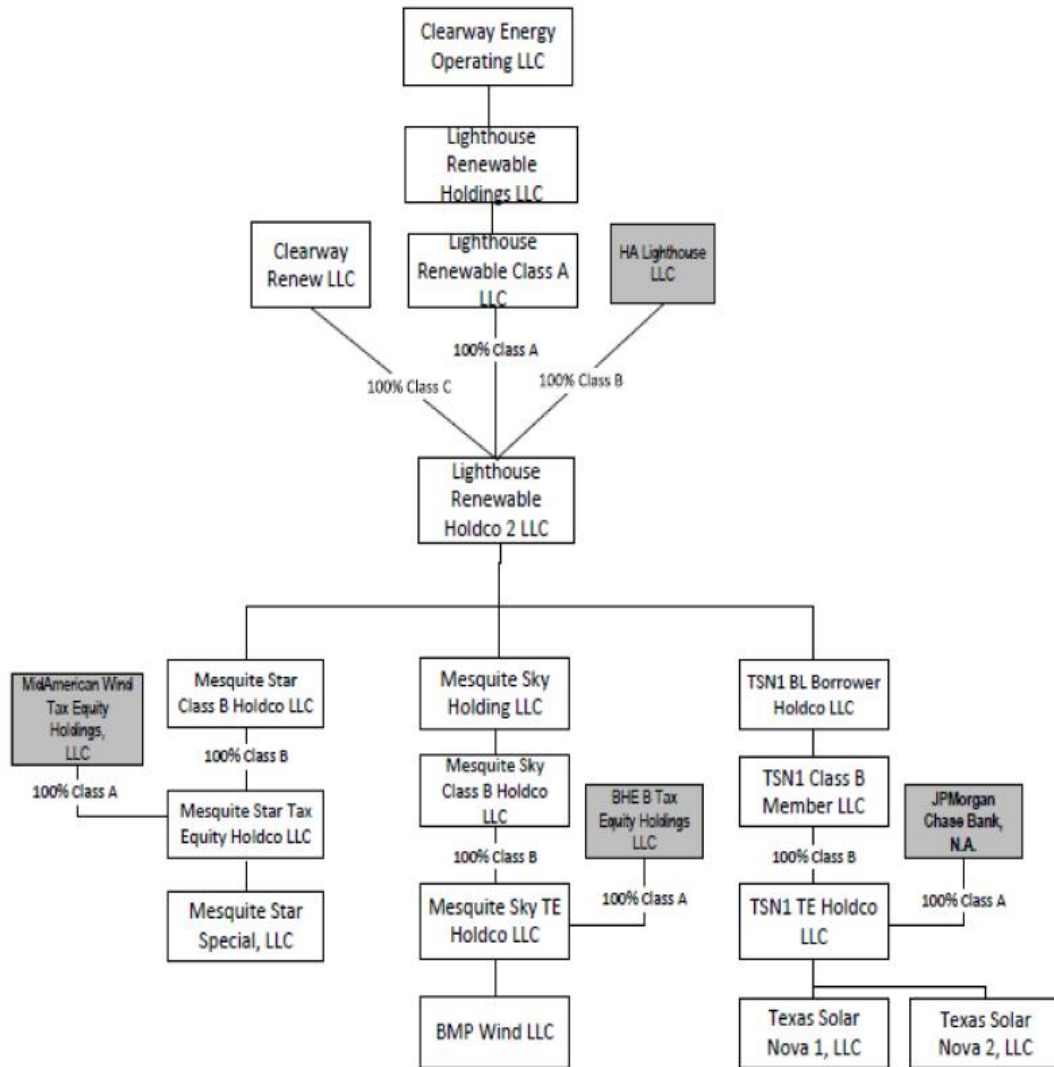 Clearway Energy
Operating LLC
Lighthouse
Renewable
Holdings LLC
Clearway
Renew LLC
Lighthouse
Renewable Class A
LLC
HA Lighthouse
LLC
100% Class C
100% Class A
100% Class B
Lighthouse
Renewable
Holdco 2 LLC
MidAmerican Wind
Tax Equity
Holdings,
LLC
Mesquite Star
Class B Holdco LLC
Mesquite Sky
Holding LLC
TSN1 BL Borrower
Holdco LLC
100% Class A
100% Class B
Mesquite Star Tax
Equity Holdco LLC
Mesquite Sky
Class B Holdco
LLC
BHE B Tax
Equity Holdings
LLC
TSN1 Class B
Member LLC
JPMorgan
Chase Bank,
N.A.
100% Class B
100% Class A
100% Class B
100% Class A
Mesquite Star
Special, LLC
Mesquite Sky TE
Holdco LLC
TSN1 TE Holdco
LLC
BMP Wind LLC
Texas Solar
Nova 1, LLC
Texas Solar
Nova 2, LLC